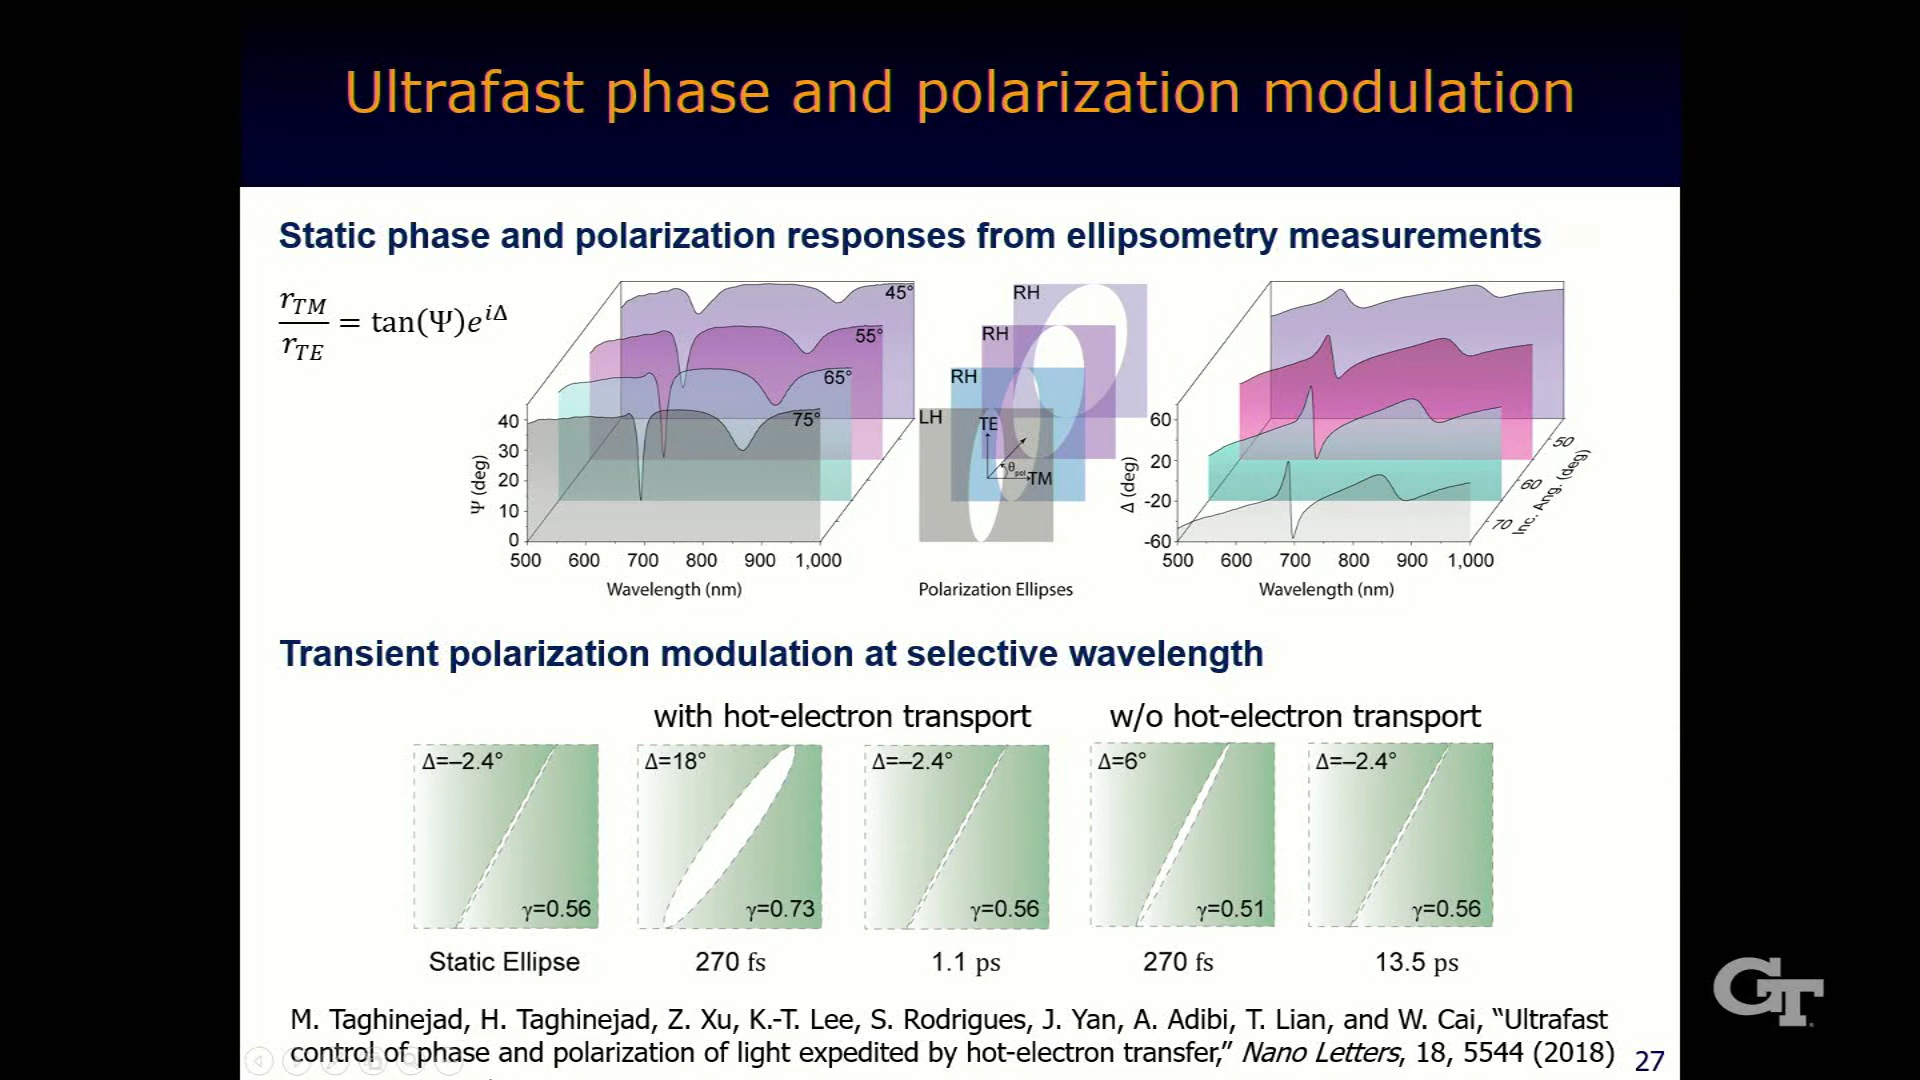 Ultrafast phase and polarization modulation
Static phase and polarization responses from ellipsometry measurements
r_TM / r_TE = tan(Ψ)e^{iΔ}
45°
55°
65°
75°
Ψ (deg)
40
30
20
10
0
500 600 700 800 900 1,000
Wavelength (nm)
RH
RH
RH
LH
TE
θpol
TM
Polarization Ellipses
Δ (deg)
60
20
-20
-60
500 600 700 800 900 1,000
Wavelength (nm)
50
60
70
Inc. Ang. (deg)
Transient polarization modulation at selective wavelength
with hot-electron transport w/o hot-electron transport
Δ=–2.4° Δ=18° Δ=–2.4° Δ=6° Δ=–2.4°
γ=0.56 γ=0.73 γ=0.56 γ=0.51 γ=0.56
Static Ellipse 270 fs 1.1 ps 270 fs 13.5 ps
M. Taghinejad, H. Taghinejad, Z. Xu, K.-T. Lee, S. Rodrigues, J. Yan, A. Adibi, T. Lian, and W. Cai, “Ultrafast
control of phase and polarization of light expedited by hot-electron transfer,” Nano Letters, 18, 5544 (2018)
27
GT